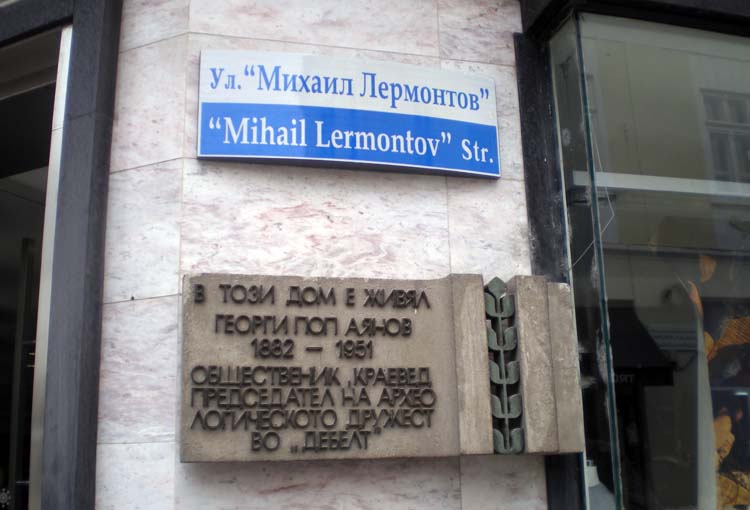 Ул. "Михаил Лермонтов"
"Mihail Lermontov" Str.
В ТОЗИ ДОМ Е ЖИВЯЛ
ГЕОРГИ ПОП АЯНОВ
1882 – 1951
ОБЩЕСТВЕНИК, КРАЕВЕД
ПРЕДСЕДАТЕЛ НА АРХЕО
ЛОГИЧЕСКОТО ДРУЖЕСТ
ВО „ДЕБЕЛТ"